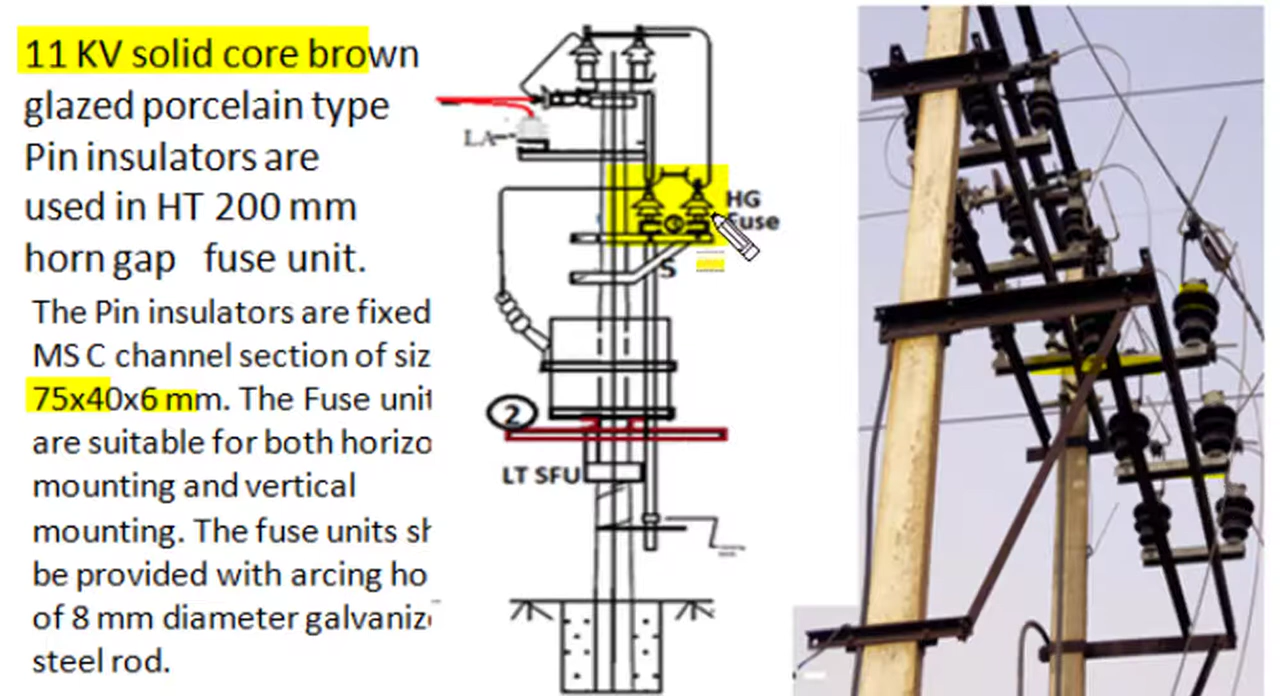 11 KV solid core brown
glazed porcelain type
Pin insulators are
used in HT 200 mm
horn gap fuse unit.
The Pin insulators are fixed
MS C channel section of siz
75x40x6 mm. The Fuse unit
are suitable for both horizo
mounting and vertical
mounting. The fuse units sh
be provided with arcing ho
of 8 mm diameter galvaniz
steel rod.
LA
HG
Fuse
S
2
LT SFU